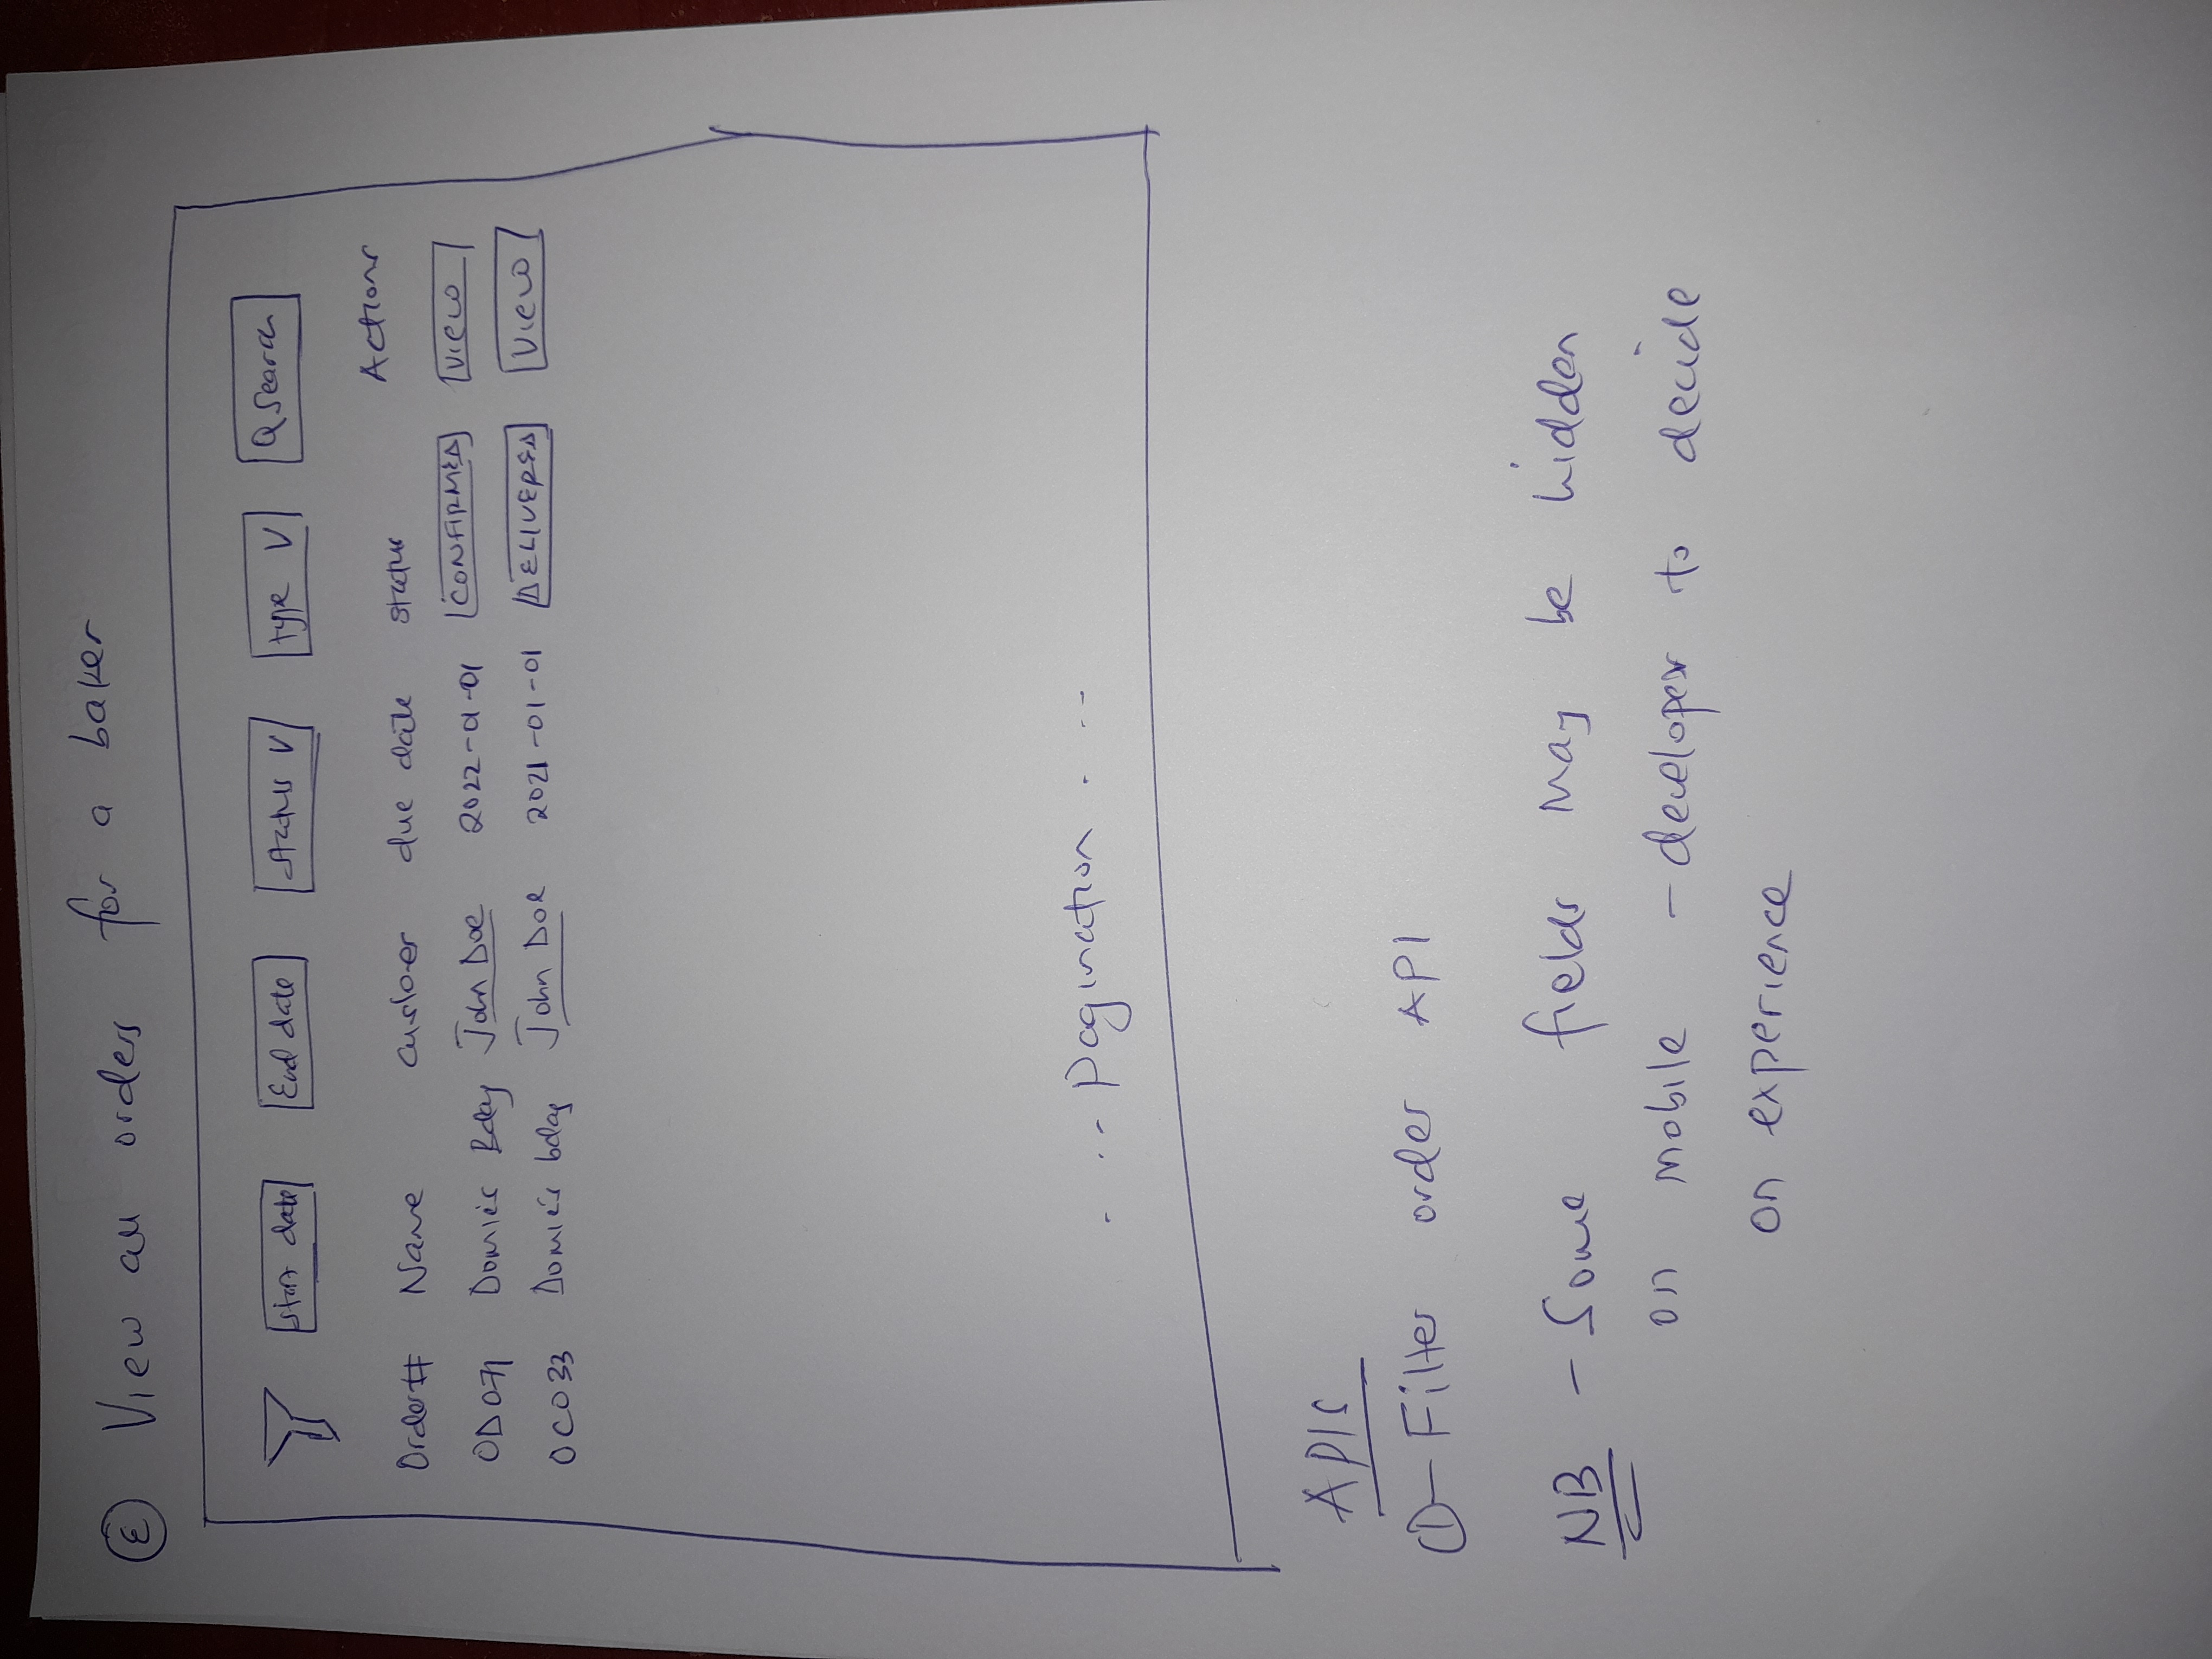 E View all orders for a baker
Start date End date status V type V Search
Order# Name customer due date status Actions
OD071 Domie's Bday John Doe 2022-01-01 CONFIRMED View
OC033 Domie's bday John Doe 2021-01-01 DELIVERED View
. ... Pagination . ...
APIs
1 - Filter order API
NB - Some fields may be hidden
on mobile - developer to decide
on experience